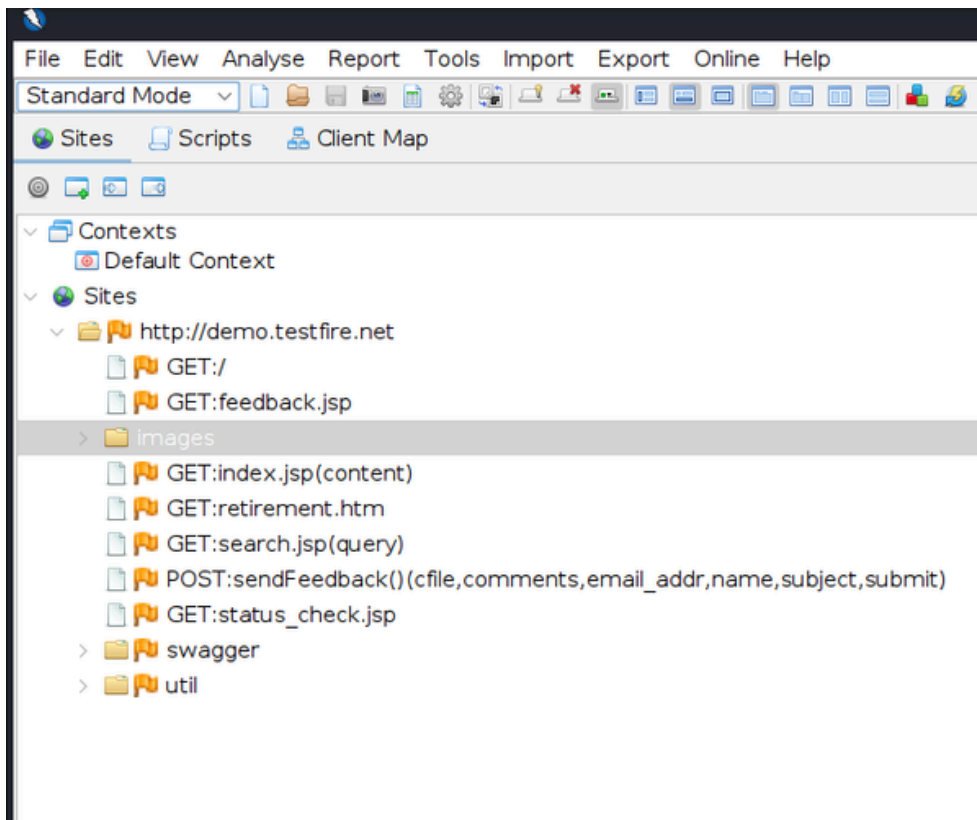 File Edit View Analyse Report Tools Import Export Online Help
Standard Mode
Sites Scripts Client Map
Contexts
Default Context
Sites
http://demo.testfire.net
GET:/
GET:feedback.jsp
images
GET:index.jsp(content)
GET:retirement.htm
GET:search.jsp(query)
POST:sendFeedback()(cfile,comments,email_addr,name,subject,submit)
GET:status_check.jsp
swagger
util